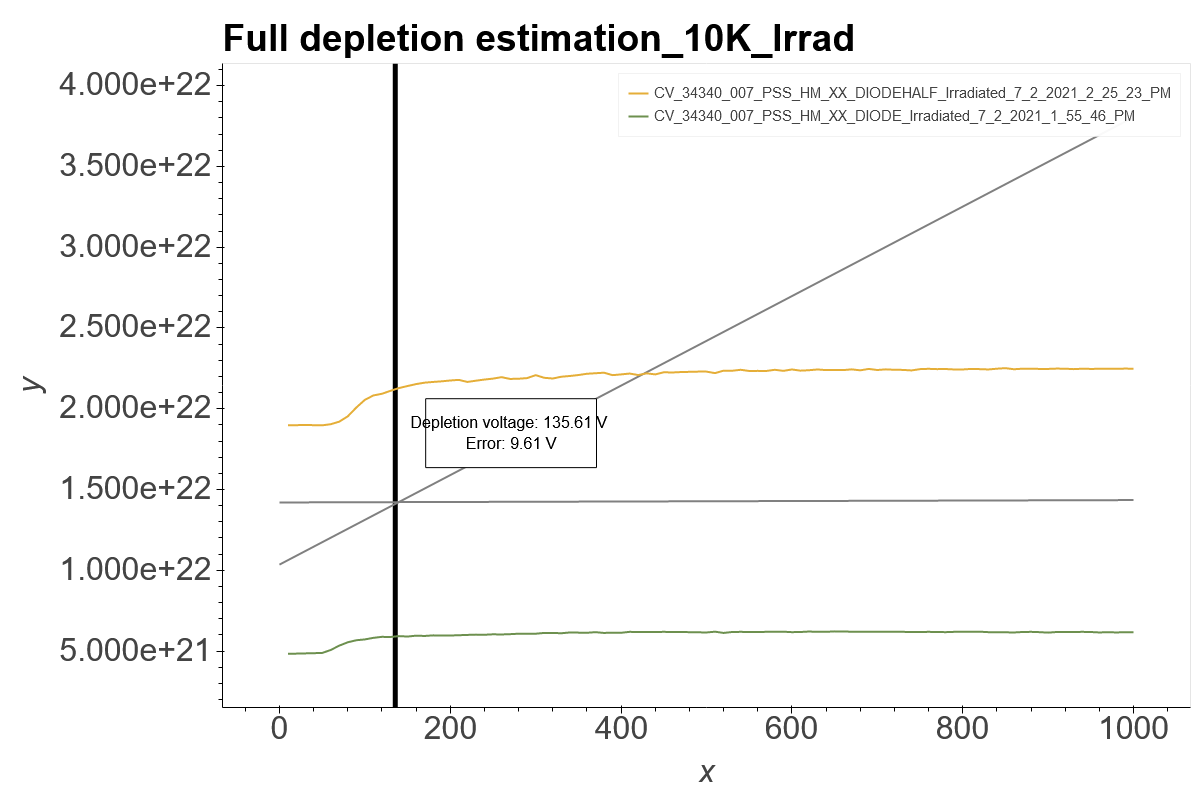 Full depletion estimation_10K_Irrad
4.000e+22
3.500e+22
3.000e+22
2.500e+22
2.000e+22
1.500e+22
1.000e+22
5.000e+21
y
CV_34340_007_PSS_HM_XX_DIODEHALF_Irradiated_7_2_2021_2_25_23_PM
CV_34340_007_PSS_HM_XX_DIODE_Irradiated_7_2_2021_1_55_46_PM
Depletion voltage: 135.61 V
Error: 9.61 V
0 200 400 600 800 1000
x